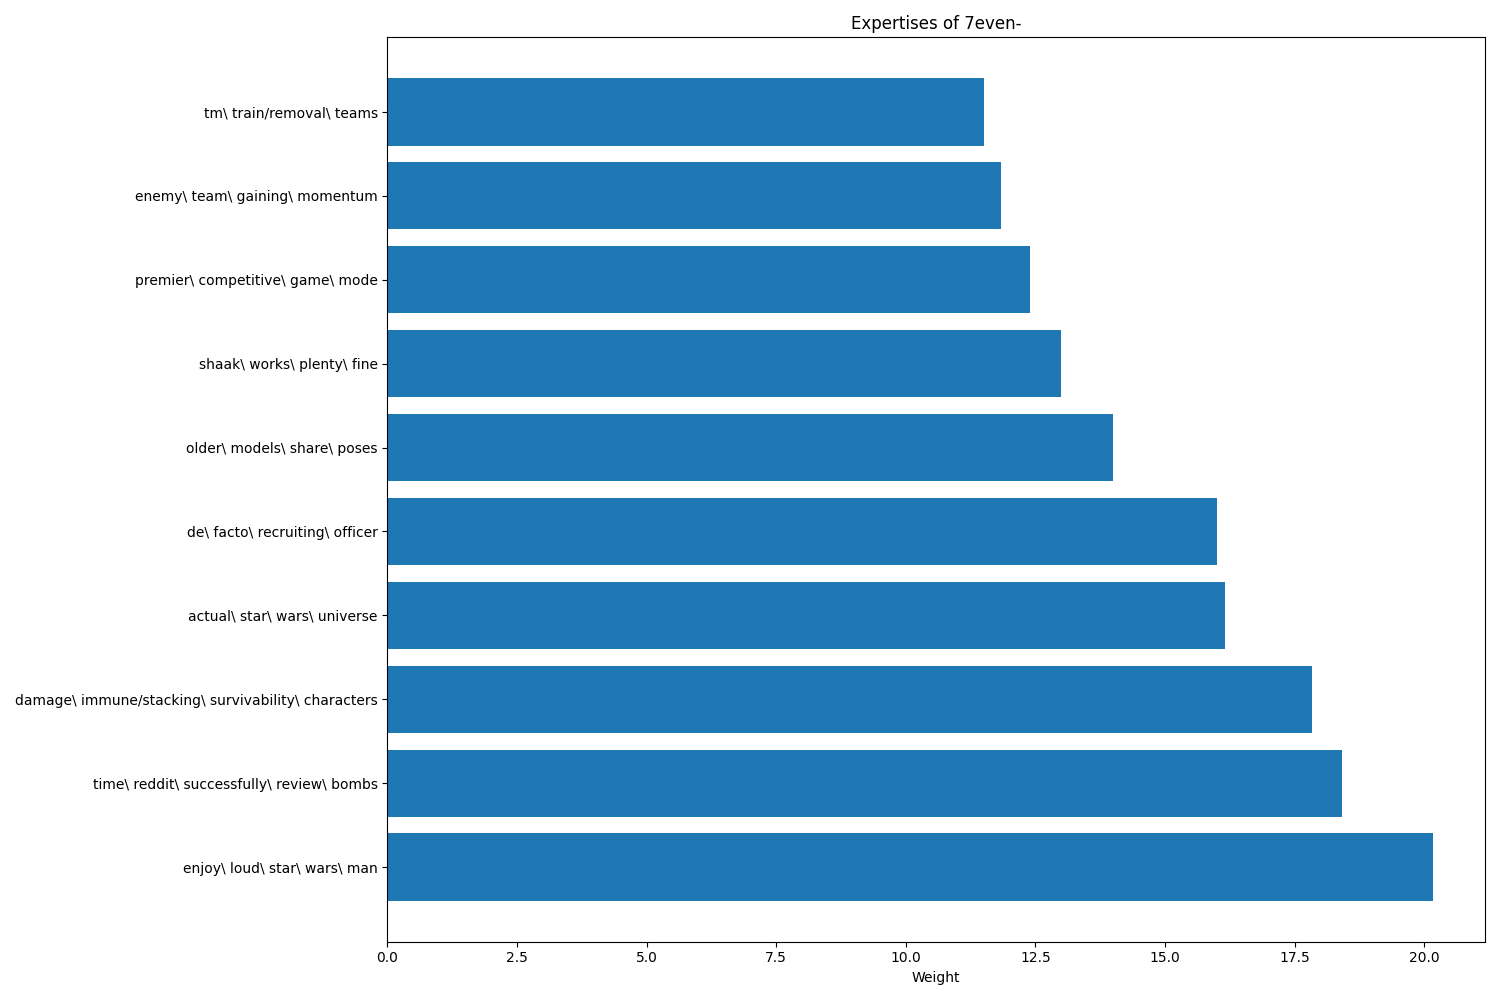 Expertises of 7even-
tm\ train/removal\ teams
enemy\ team\ gaining\ momentum
premier\ competitive\ game\ mode
shaak\ works\ plenty\ fine
older\ models\ share\ poses
de\ facto\ recruiting\ officer
actual\ star\ wars\ universe
damage\ immune/stacking\ survivability\ characters
time\ reddit\ successfully\ review\ bombs
enjoy\ loud\ star\ wars\ man
0.0 2.5 5.0 7.5 10.0 12.5 15.0 17.5 20.0
Weight